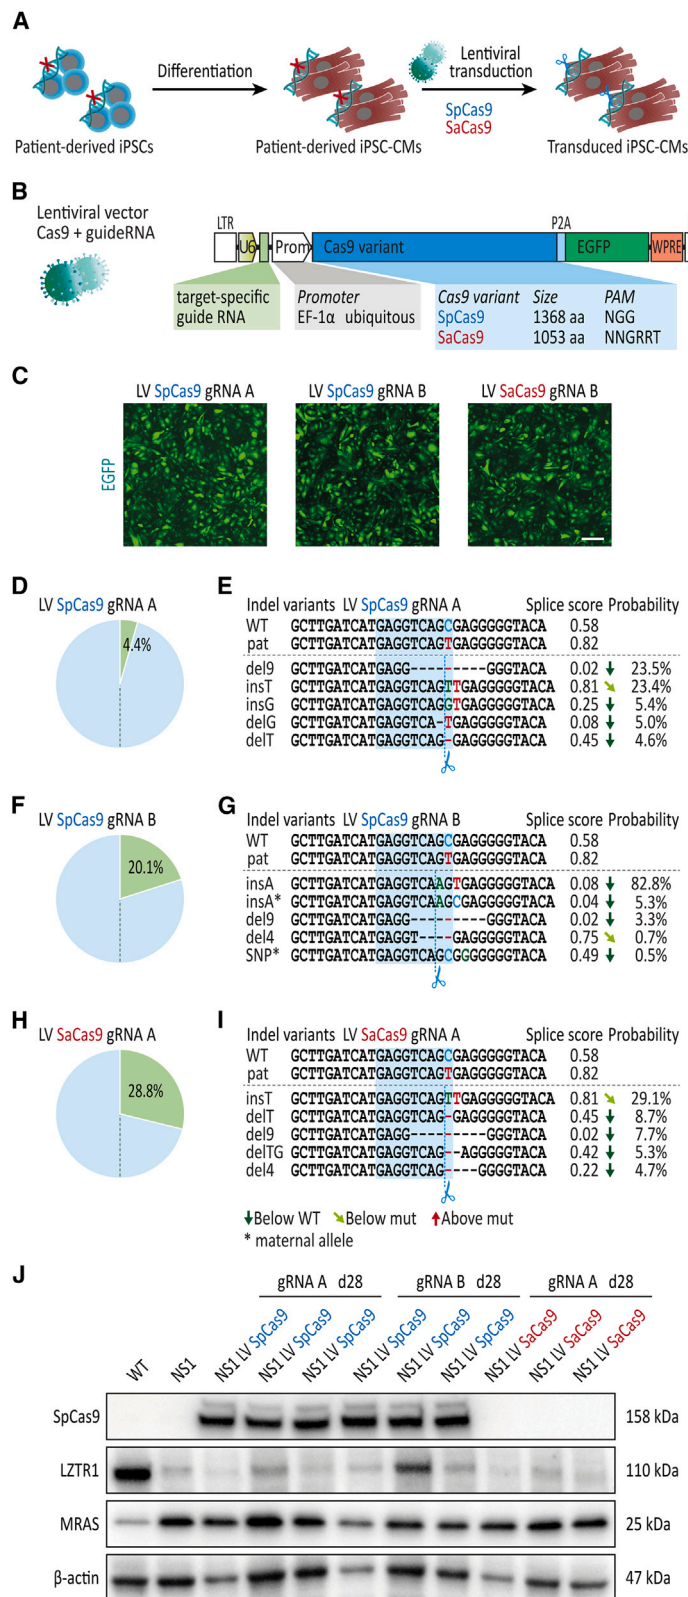 A
Differentiation
Lentiviral
transduction
SpCas9
SaCas9
Patient-derived iPSCs
Patient-derived iPSC-CMs
Transduced iPSC-CMs
B
Lentiviral vector
Cas9 + guideRNA
LTR
U6
Prom
Cas9 variant
P2A
EGFP
WPRE
target-specific
guide RNA
Promoter
EF-1α ubiquitous
Cas9 variant Size PAM
SpCas9 1368 aa NGG
SaCas9 1053 aa NNGRRT
C
LV SpCas9 gRNA A
LV SpCas9 gRNA B
LV SaCas9 gRNA B
EGFP
D
LV SpCas9 gRNA A
4.4%
E
Indel variants LV SpCas9 gRNA A Splice score Probability
WT GCTTGATCATGAGGTCAGCGAGGGGGTACA 0.58
pat GCTTGATCATGAGGTCAGTGAGGGGGTACA 0.82
del9 GCTTGATCATGAGG---------GGGTACA 0.02 23.5%
insT GCTTGATCATGAGGTCAGTTGAGGGGGTACA 0.81 23.4%
insG GCTTGATCATGAGGTCAGGTGAGGGGGTACA 0.25 5.4%
delG GCTTGATCATGAGGTCA-TGAGGGGGTACA 0.08 5.0%
delT GCTTGATCATGAGGTCAG-GAGGGGGTACA 0.45 4.6%
F
LV SpCas9 gRNA B
20.1%
G
Indel variants LV SpCas9 gRNA B Splice score Probability
WT GCTTGATCATGAGGTCAGCGAGGGGGTACA 0.58
pat GCTTGATCATGAGGTCAGTGAGGGGGTACA 0.82
insA GCTTGATCATGAGGTCAAGTGAGGGGGTACA 0.08 82.8%
insA* GCTTGATCATGAGGTCAAGCGAGGGGGTACA 0.04 5.3%
del9 GCTTGATCATGAGG---------GGGTACA 0.02 3.3%
del4 GCTTGATCATGAGGT----GAGGGGGTACA 0.75 0.7%
SNP* GCTTGATCATGAGGTCAGCGGGGGGGTACA 0.49 0.5%
H
LV SaCas9 gRNA A
28.8%
I
Indel variants LV SaCas9 gRNA A Splice score Probability
WT GCTTGATCATGAGGTCAGCGAGGGGGTACA 0.58
pat GCTTGATCATGAGGTCAGTGAGGGGGTACA 0.82
insT GCTTGATCATGAGGTCAGTTGAGGGGGTACA 0.81 29.1%
delT GCTTGATCATGAGGTCAG-GAGGGGGTACA 0.45 8.7%
del9 GCTTGATCATGAGG---------GGGTACA 0.02 7.7%
delTG GCTTGATCATGAGGTCAG--AGGGGGTACA 0.42 5.3%
del4 GCTTGATCATGAGGTCAG----GGGGTACA 0.22 4.7%
Below WT Below mut Above mut
* maternal allele
J
gRNA A d28 gRNA B d28 gRNA A d28
WT
NS1
NS1 LV SpCas9
NS1 LV SpCas9
NS1 LV SpCas9
NS1 LV SpCas9
NS1 LV SpCas9
NS1 LV SpCas9
NS1 LV SaCas9
NS1 LV SaCas9
NS1 LV SaCas9
SpCas9 158 kDa
LZTR1 110 kDa
MRAS 25 kDa
β-actin 47 kDa